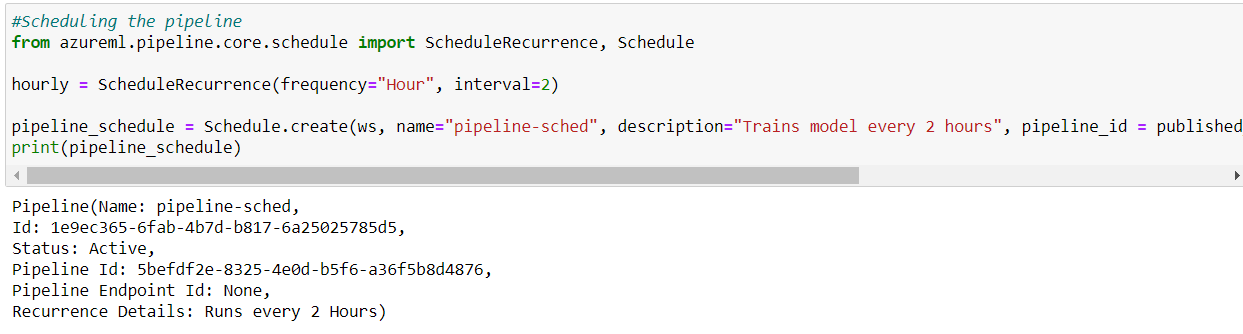 #Scheduling the pipeline
from azureml.pipeline.core.schedule import ScheduleRecurrence, Schedule
hourly = ScheduleRecurrence(frequency="Hour", interval=2)
pipeline_schedule = Schedule.create(ws, name="pipeline-sched", description="Trains model every 2 hours", pipeline_id = published
print(pipeline_schedule)
Pipeline(Name: pipeline-sched,
Id: 1e9ec365-6fab-4b7d-b817-6a25025785d5,
Status: Active,
Pipeline Id: 5befdf2e-8325-4e0d-b5f6-a36f5b8d4876,
Pipeline Endpoint Id: None,
Recurrence Details: Runs every 2 Hours)